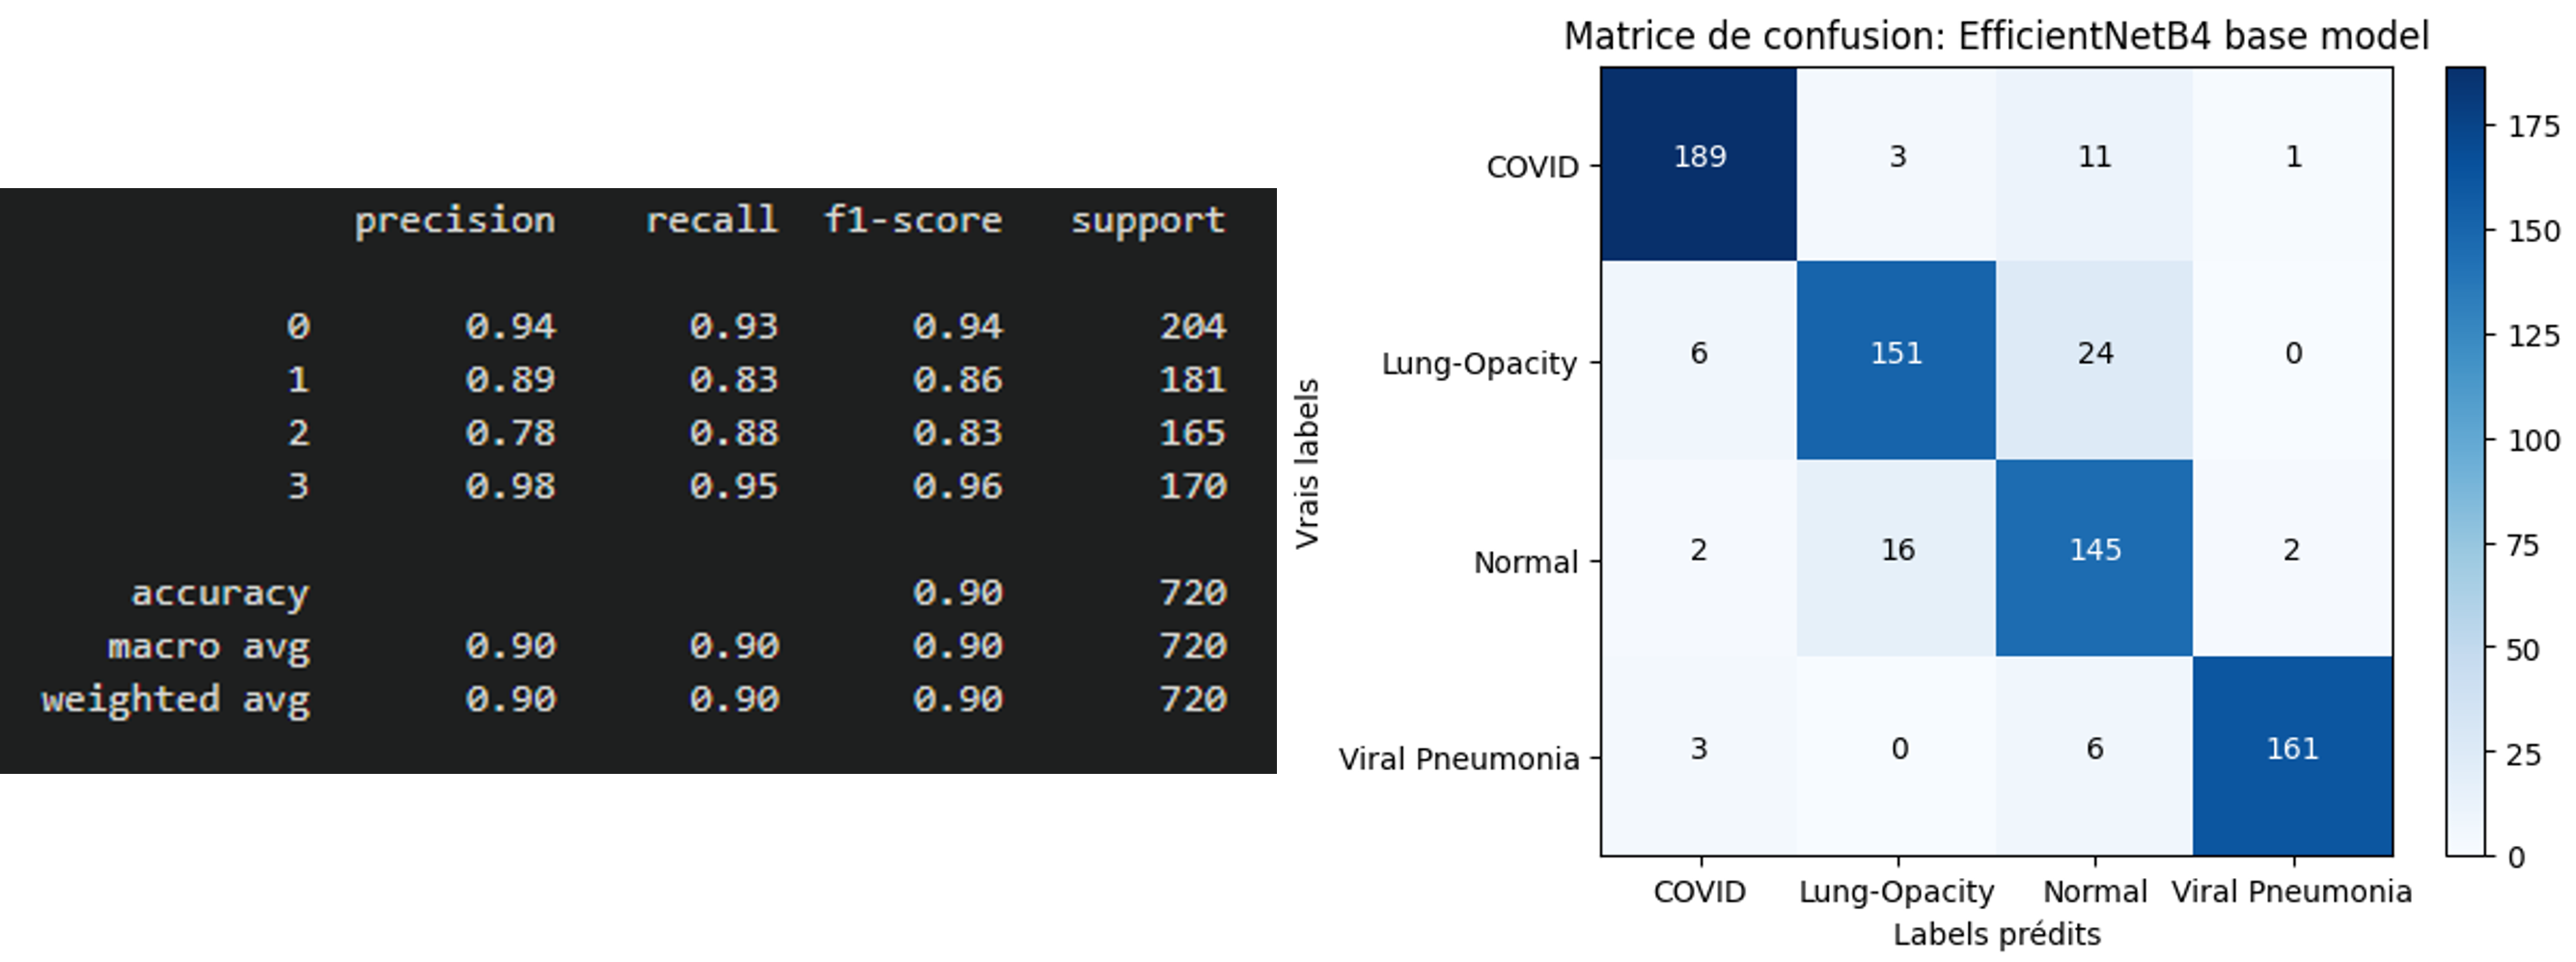 precision recall f1-score support
0 0.94 0.93 0.94 204
1 0.89 0.83 0.86 181
2 0.78 0.88 0.83 165
3 0.98 0.95 0.96 170
accuracy 0.90 720
macro avg 0.90 0.90 0.90 720
weighted avg 0.90 0.90 0.90 720
Matrice de confusion: EfficientNetB4 base model
Vrais labels
COVID 189 3 11 1
Lung-Opacity 6 151 24 0
Normal 2 16 145 2
Viral Pneumonia 3 0 6 161
COVID Lung-Opacity Normal Viral Pneumonia
Labels prédits
175
150
125
100
75
50
25
0